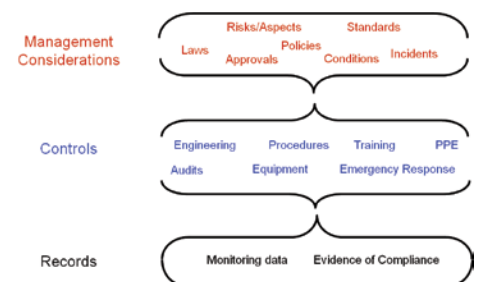 Risks/Aspects Standards
Management Considerations
Laws Policies Incidents
Approvals Conditions
Controls
Engineering Procedures Training PPE
Audits Equipment Emergency Response
Records
Monitoring data Evidence of Compliance